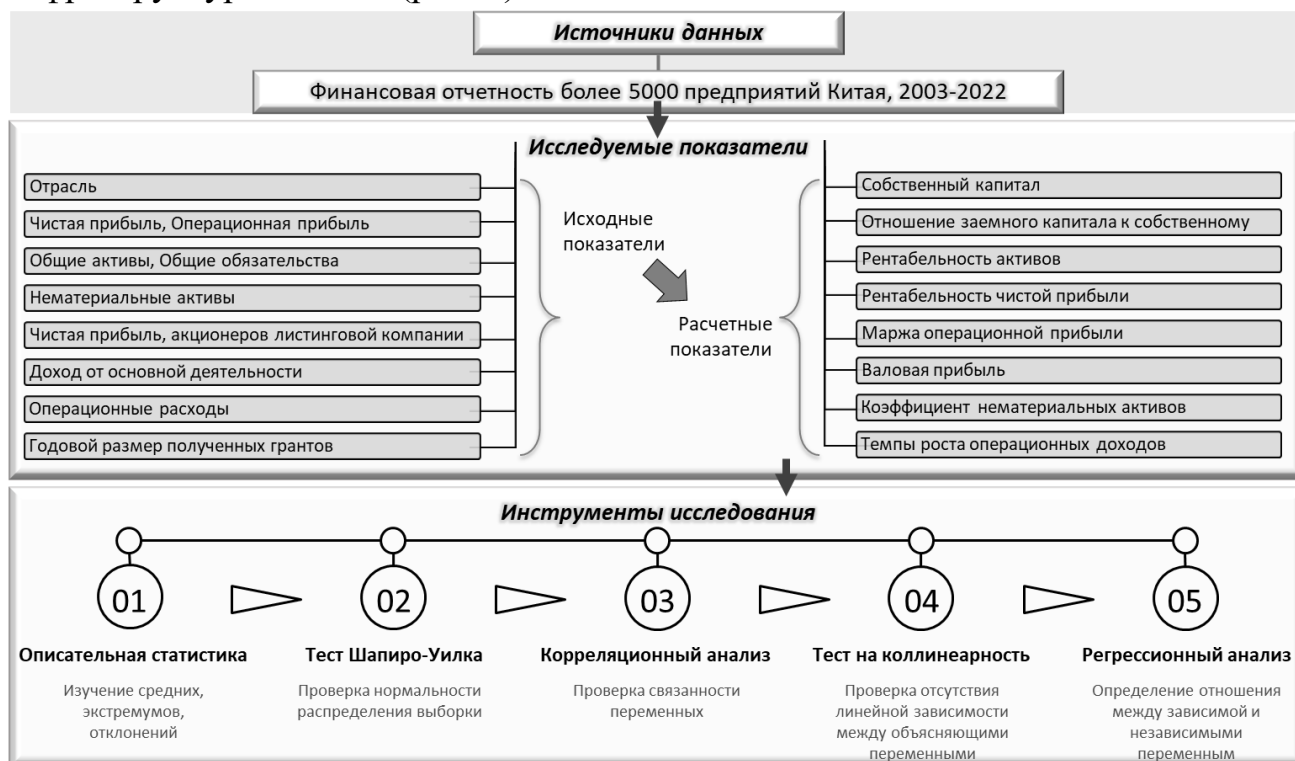 Источники данных
Финансовая отчетность более 5000 предприятий Китая, 2003-2022
Исследуемые показатели
Отрасль
Чистая прибыль, Операционная прибыль
Общие активы, Общие обязательства
Нематериальные активы
Чистая прибыль, акционеров листинговой компании
Доход от основной деятельности
Операционные расходы
Годовой размер полученных грантов
Исходные
показатели
Расчетные
показатели
Собственный капитал
Отношение заемного капитала к собственному
Рентабельность активов
Рентабельность чистой прибыли
Маржа операционной прибыли
Валовая прибыль
Коэффициент нематериальных активов
Темпы роста операционных доходов
Инструменты исследования
01
Описательная статистика
Изучение средних,
экстремумов,
отклонений
02
Тест Шапиро-Уилка
Проверка нормальности
распределения выборки
03
Корреляционный анализ
Проверка связанности
переменных
04
Тест на коллинеарность
Проверка отсутствия
линейной зависимости
между объясняющими
переменными
05
Регрессионный анализ
Определение отношения
между зависимой и
независимыми
переменным